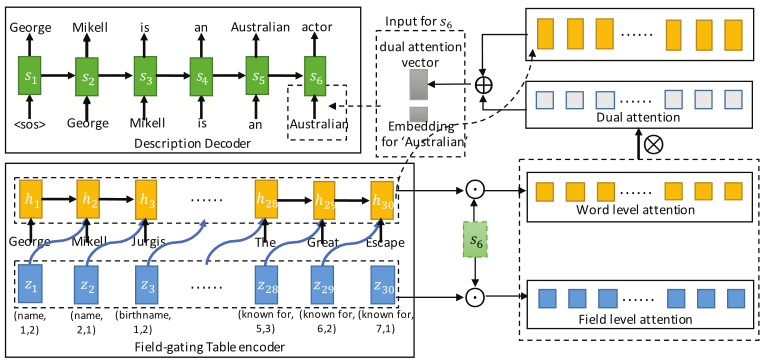 George Mikell is an Australian actor
s1 s2 s3 s4 s5 s6
<sos> George Mikell is an Australian
Description Decoder
Input for s6
dual attention
vector
Embedding
for 'Australian'
......
......
Dual attention
h1 h2 h3 ...... h28 h29 h30
George Mikell Jurgis The Great Escape
z1 z2 z3 ...... z28 z29 z30
(name, (name, (birthname, (known for, (known for, (known for,
1,2) 2,1) 1,2) 5,3) 6,2) 7,1)
Field-gating Table encoder
s6
......
Word level attention
......
Field level attention